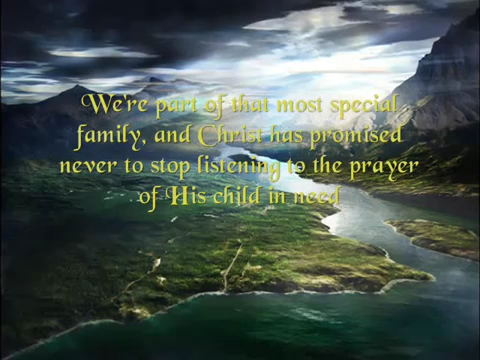 We're part of that most special
family, and Christ has promised
never to stop listening to the prayer
of His child in need